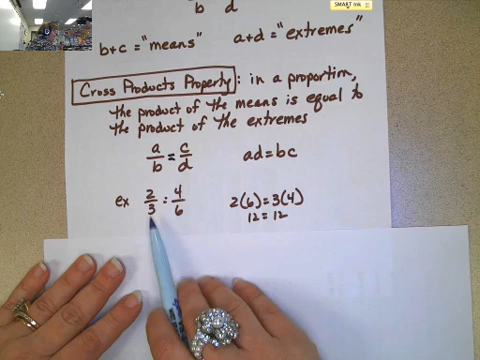 SMART Ink
b d
b+c = "means" a+d = "extremes"
Cross Products Property: in a proportion,
the product of the means is equal to
the product of the extremes
a/b = c/d ad = bc
ex 2/3 = 4/6 2(6) = 3(4)
12 = 12